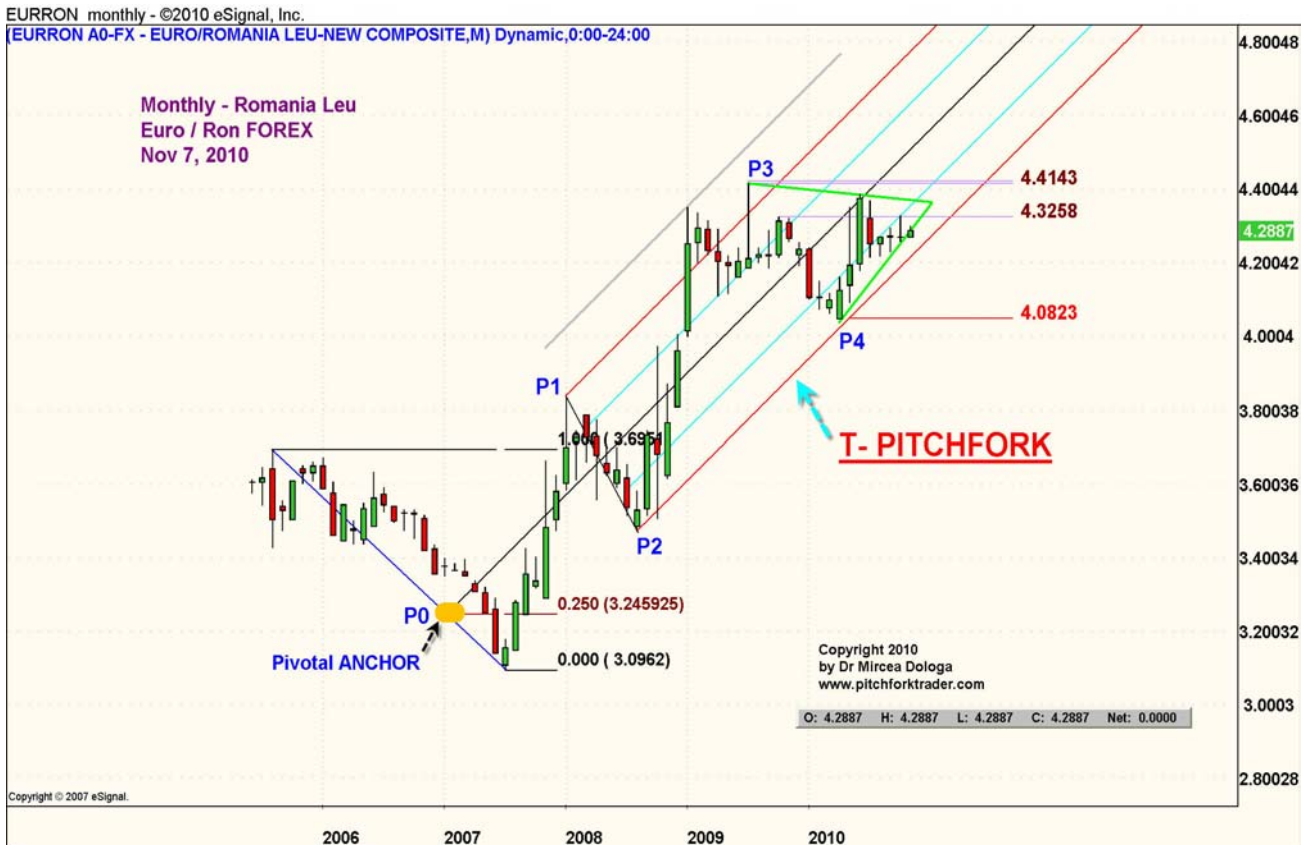 EURRON monthly - ©2010 eSignal, Inc.
(EURRON A0-FX - EURO/ROMANIA LEU-NEW COMPOSITE,M) Dynamic,0:00-24:00
4.80048
Monthly - Romania Leu
Euro / Ron FOREX
Nov 7, 2010
4.60046
P3
4.4143
4.40044
4.3258
4.2887
4.20042
4.0823
P4
4.0004
P1
3.80038
T- PITCHFORK
1.000 ( 3.6951
3.60036
P2
3.40034
0.250 (3.245925)
P0
3.20032
Pivotal ANCHOR
0.000 ( 3.0962)
Copyright 2010
by Dr Mircea Dologa
www.pitchforktrader.com
3.0003
O: 4.2887 H: 4.2887 L: 4.2887 C: 4.2887 Net: 0.0000
2.80028
Copyright © 2007 eSignal.
2006 2007 2008 2009 2010